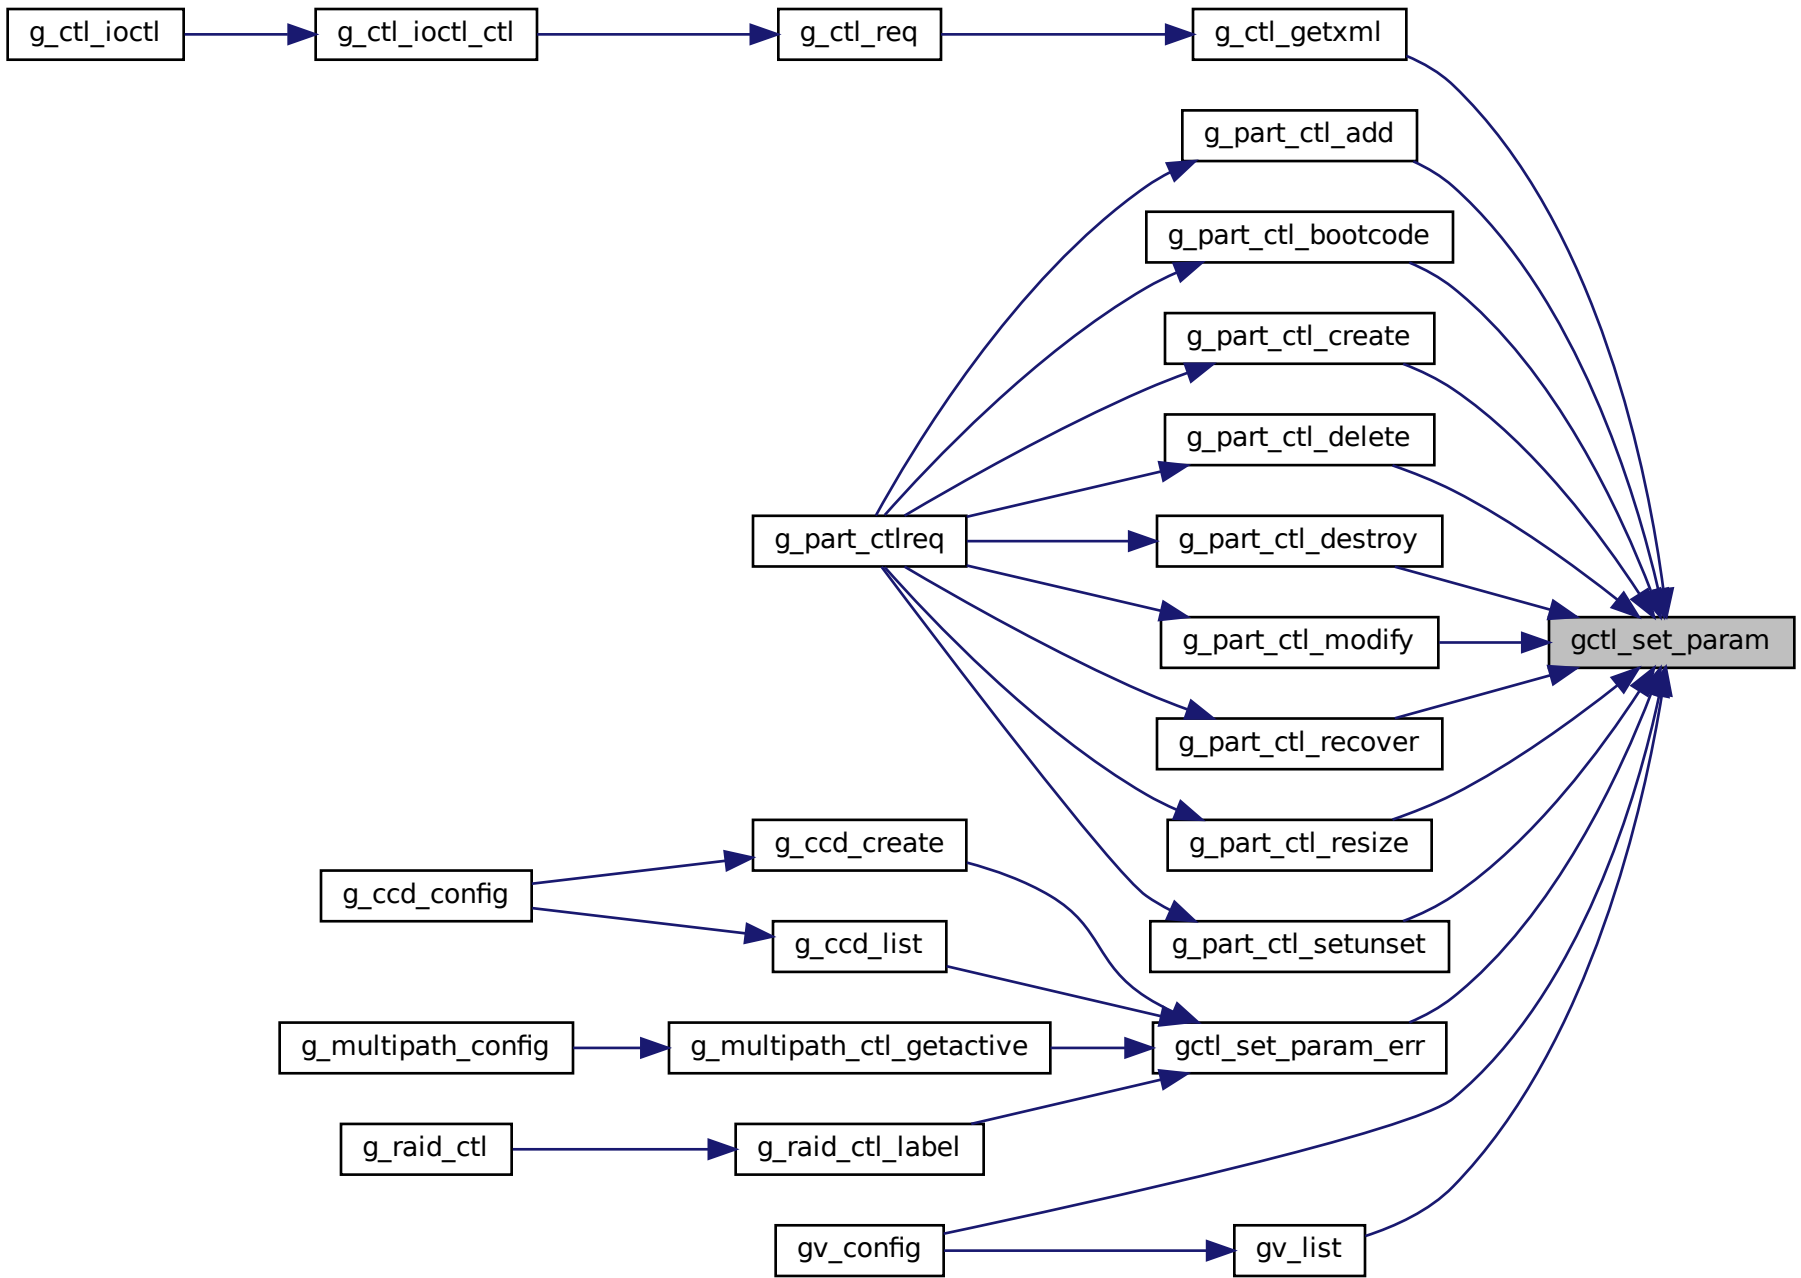 g_ctl_ioctl
g_ctl_ioctl_ctl
g_ctl_req
g_ctl_getxml
g_part_ctl_add
g_part_ctl_bootcode
g_part_ctl_create
g_part_ctl_delete
g_part_ctlreq
g_part_ctl_destroy
g_part_ctl_modify
gctl_set_param
g_part_ctl_recover
g_part_ctl_resize
g_ccd_create
g_ccd_config
g_ccd_list
g_part_ctl_setunset
g_multipath_config
g_multipath_ctl_getactive
gctl_set_param_err
g_raid_ctl
g_raid_ctl_label
gv_config
gv_list